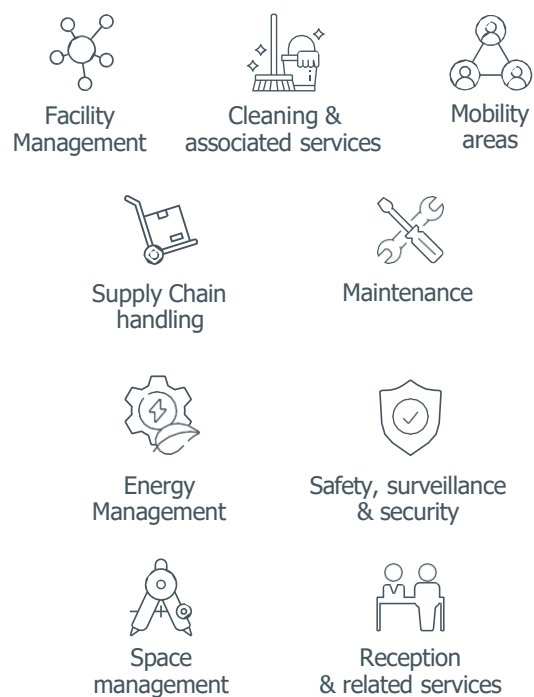 Facility
Management
Cleaning &
associated services
Mobility
areas
Supply Chain
handling
Maintenance
Energy
Management
Safety, surveillance
& security
Space
management
Reception
& related services